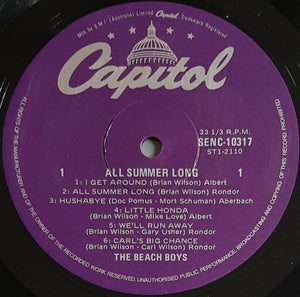 MFG. by E.M.I. (Australia) Limited Capitol Trademark Registered
Capitol
33 1/3 R.P.M.
SENC-10317
ST1-2110
1 ALL SUMMER LONG 1
1: I GET AROUND (Brian Wilson) Albert
2: ALL SUMMER LONG (Brian Wilson) Rondor
3: HUSHABYE (Doc Pomus - Mort Schuman) Aberbach
4: LITTLE HONDA
(Brian Wilson - Mike Love) Albert
5: WE'LL RUN AWAY
(Brian Wilson - Gary Usher) Rondor
6: CARL'S BIG CHANCE
(Brian Wilson - Carl Wilson) Rondor
THE BEACH BOYS
ALL RIGHTS OF THE MANUFACTURER AND OF THE OWNER OF THE RECORDED WORK RESERVED. UNAUTHORISED PUBLIC PERFORMANCE, BROADCASTING AND COPYING OF THIS RECORD PROHIBITED